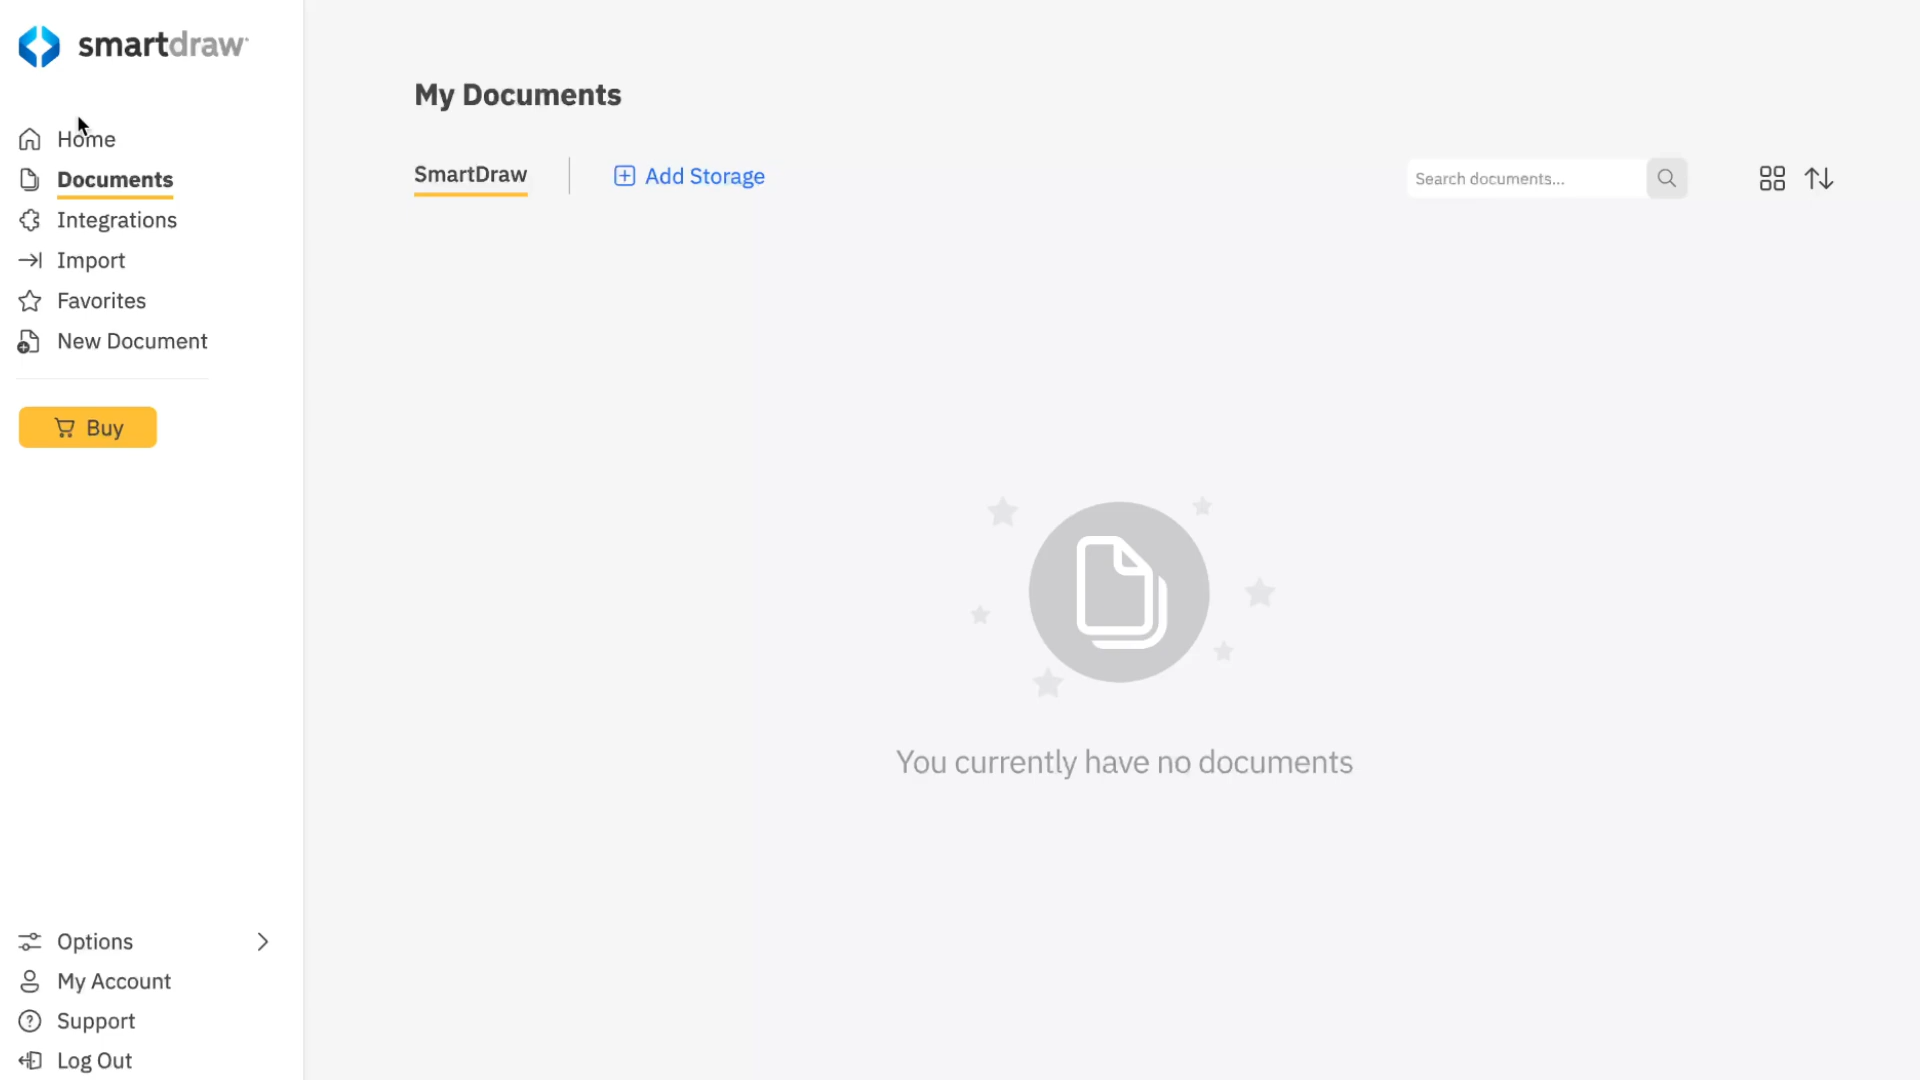 smartdraw
Home
Documents
Integrations
Import
Favorites
New Document
Buy
Options
My Account
Support
Log Out
My Documents
SmartDraw
Add Storage
Search documents...
You currently have no documents